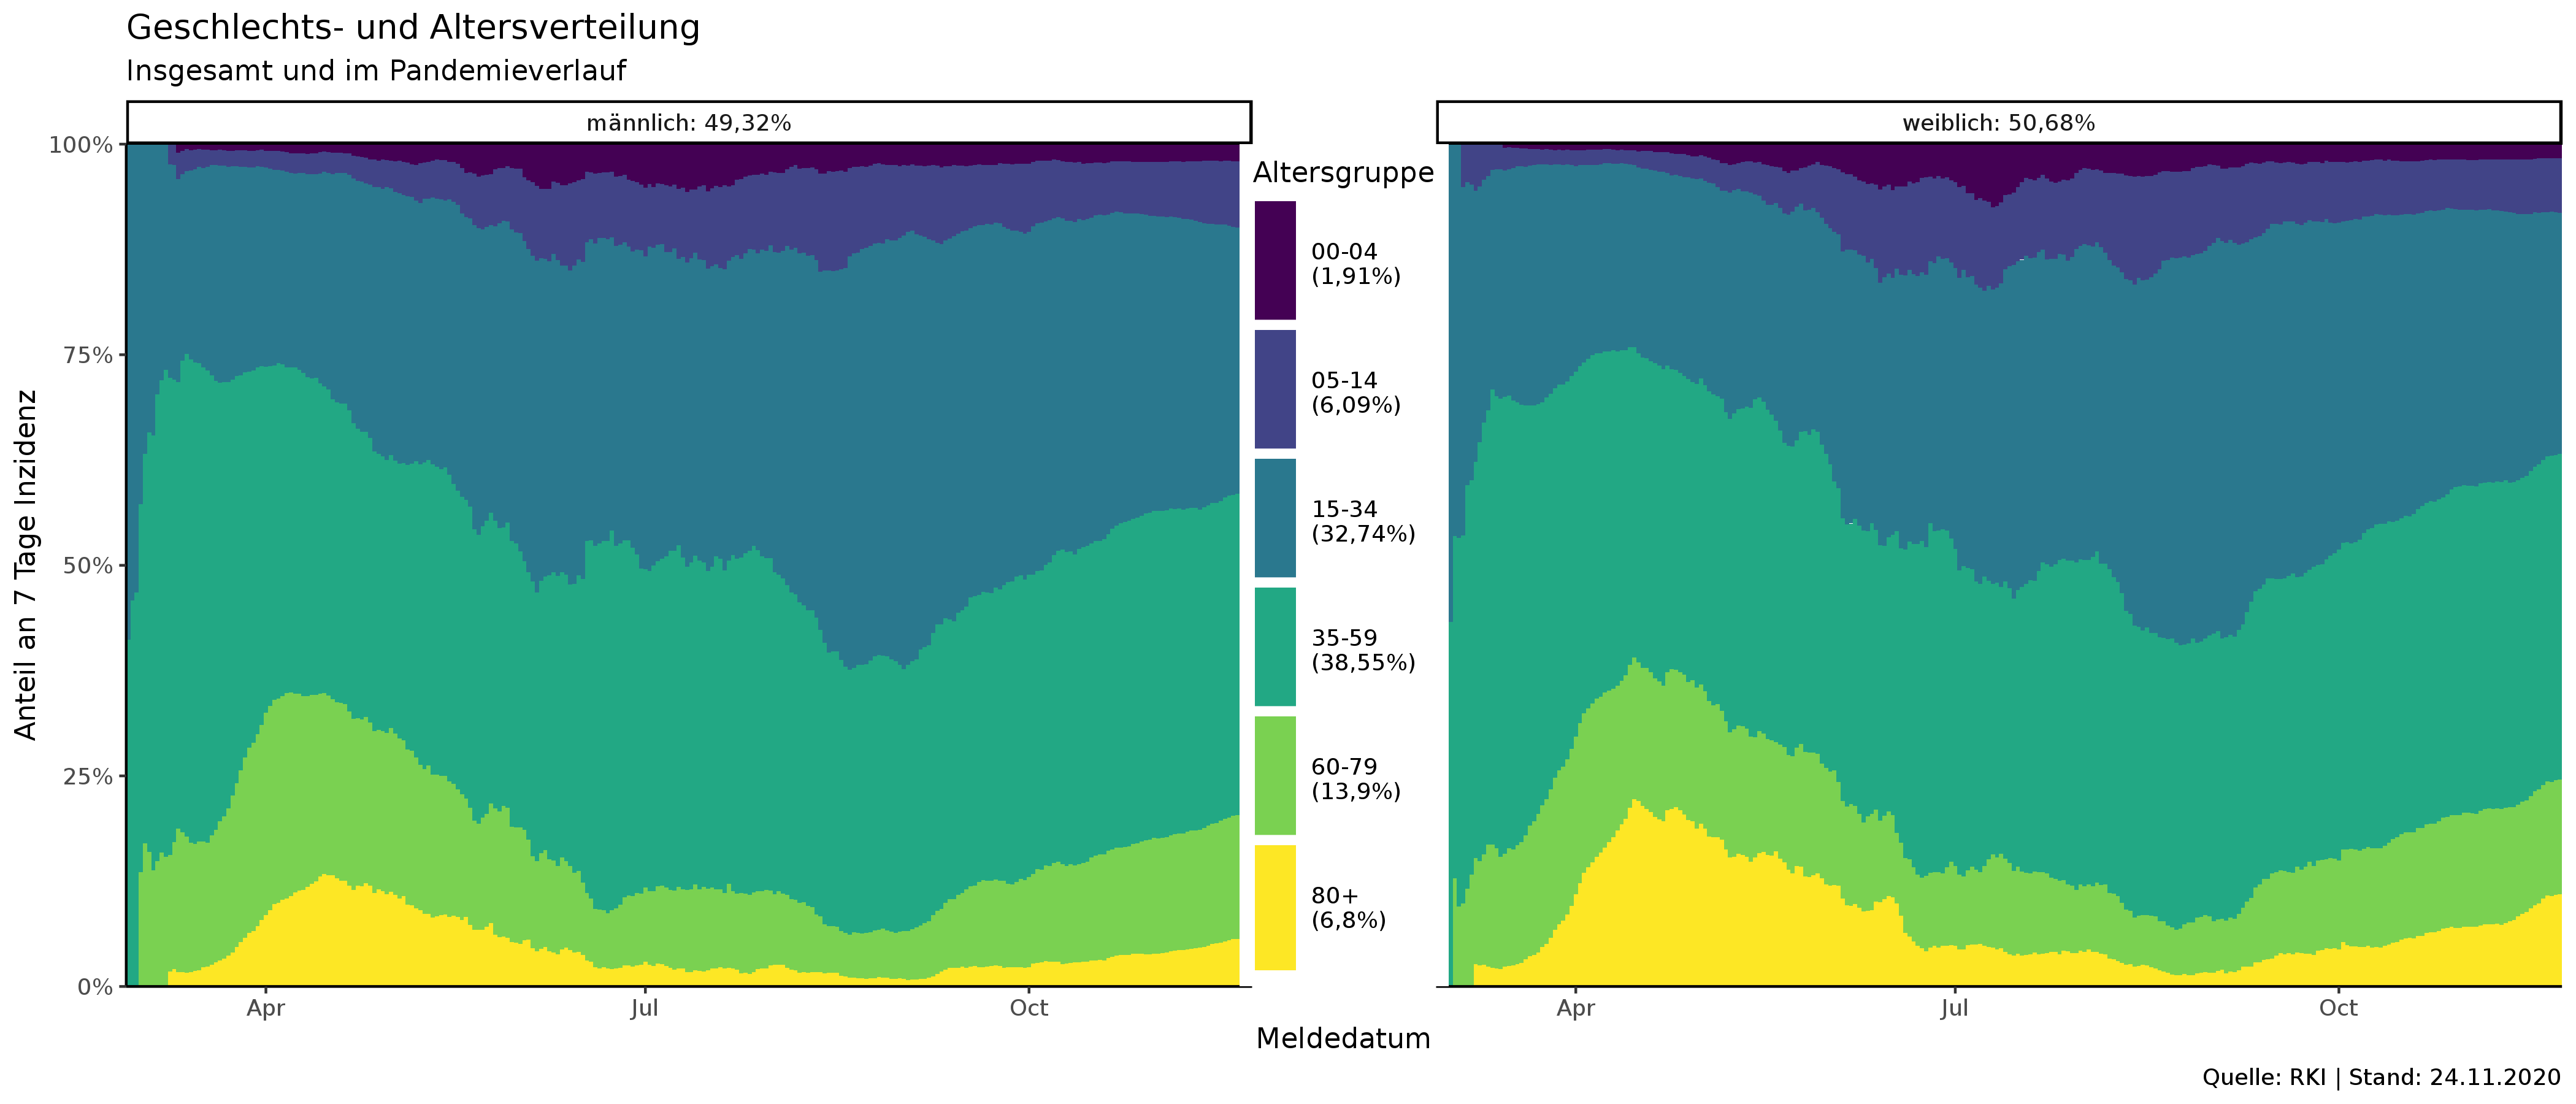 Geschlechts- und Altersverteilung
Insgesamt und im Pandemieverlauf
männlich: 49,32%
weiblich: 50,68%
Anteil an 7 Tage Inzidenz
100%
75%
50%
25%
0%
Altersgruppe
00-04
(1,91%)
05-14
(6,09%)
15-34
(32,74%)
35-59
(38,55%)
60-79
(13,9%)
80+
(6,8%)
Apr
Jul
Oct
Apr
Jul
Oct
Meldedatum
Quelle: RKI | Stand: 24.11.2020